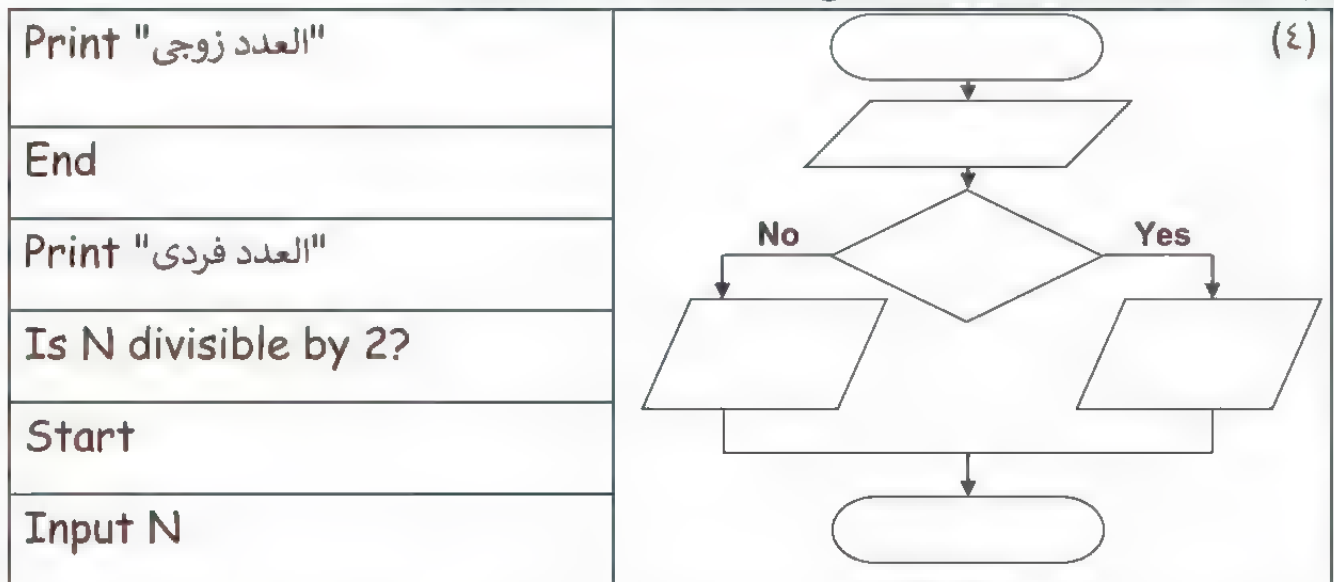 Print "العدد زوجى"
End
Print "العدد فردى"
Is N divisible by 2?
Start
Input N
(٤)
No
Yes